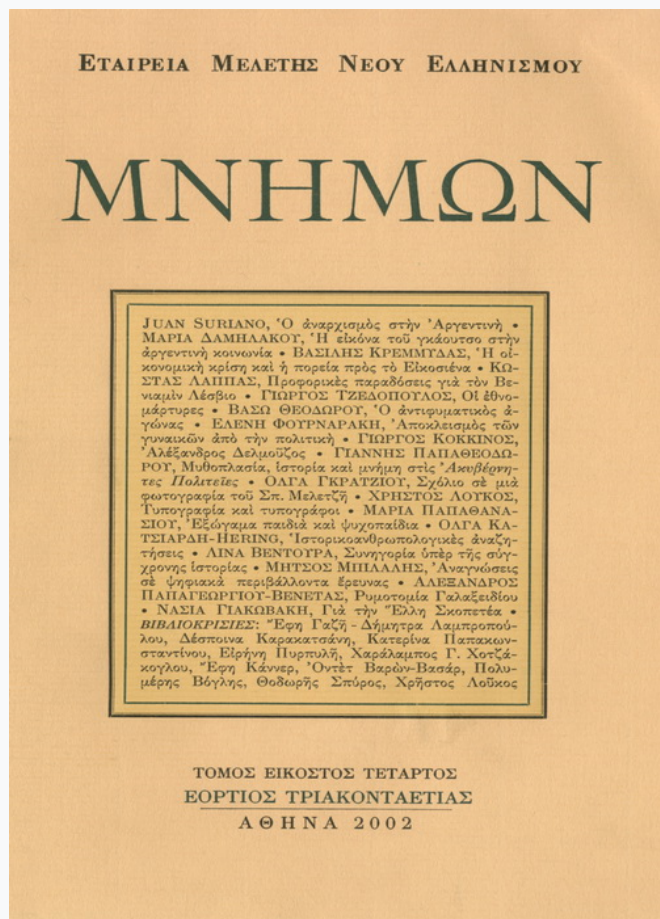 ΕΤΑΙΡΕΙΑ ΜΕΛΕΤΗΣ ΝΕΟΥ ΕΛΛΗΝΙΣΜΟΥ
ΜΝΗΜΩΝ
JUAN SURIANO, Ὁ ἀναρχισμὸς στὴν Ἀργεντινὴ •
ΜΑΡΙΑ ΔΑΜΗΛΑΚΟΥ, Ἡ εἰκόνα τοῦ γκάουτσο στὴν
ἀργεντινὴ κοινωνία • ΒΑΣΙΛΗΣ ΚΡΕΜΜΥΔΑΣ, Ἡ οἰ-
κονομικὴ κρίση καὶ ἡ πορεία πρὸς τὸ Εἰκοσιένα • ΚΩ-
ΣΤΑΣ ΛΑΠΠΑΣ, Προφορικὲς παραδόσεις γιὰ τὸν Βε-
νιαμὶν Λέσβιο • ΓΙΩΡΓΟΣ ΤΖΕΔΟΠΟΥΛΟΣ, Οἱ ἐθνο-
μάρτυρες • ΒΑΣΩ ΘΕΟΔΩΡΟΥ, Ὁ ἀντιφυματικὸς ἀ-
γώνας • ΕΛΕΝΗ ΦΟΥΡΝΑΡΑΚΗ, Ἀποκλεισμὸς τῶν
γυναικῶν ἀπὸ τὴν πολιτικὴ • ΓΙΩΡΓΟΣ ΚΟΚΚΙΝΟΣ,
Ἀλέξανδρος Δελμοῦζος • ΓΙΑΝΝΗΣ ΠΑΠΑΘΕΟΔΩ-
ΡΟΥ, Μυθοπλασία, ἱστορία καὶ μνήμη στὶς Ἀκυβέρνη-
τες Πολιτεῖες • ΟΛΓΑ ΓΚΡΑΤΖΙΟΥ, Σχόλιο σὲ μιὰ
φωτογραφία τοῦ Σπ. Μελετζῆ • ΧΡΗΣΤΟΣ ΛΟΥΚΟΣ,
Τυπογραφία καὶ τυπογράφοι • ΜΑΡΙΑ ΠΑΠΑΘΑΝΑ-
ΣΙΟΥ, Ἐξώγαμα παιδιὰ καὶ ψυχοπαίδια • ΟΛΓΑ ΚΑ-
ΤΣΙΑΡΔΗ-HERING, Ἱστορικοανθρωπολογικὲς ἀναζη-
τήσεις • ΛΙΝΑ ΒΕΝΤΟΥΡΑ, Συνηγορία ὑπὲρ τῆς σύγ-
χρονης ἱστορίας • ΜΗΤΣΟΣ ΜΠΙΛΑΛΗΣ, Ἀναγνώσεις
σὲ ψηφιακὰ περιβάλλοντα ἔρευνας • ΑΛΕΞΑΝΔΡΟΣ
ΠΑΠΑΓΕΩΡΓΙΟΥ-ΒΕΝΕΤΑΣ, Ρυμοτομία Γαλαξειδίου
• ΝΑΣΙΑ ΓΙΑΚΩΒΑΚΗ, Γιὰ τὴν Ἕλλη Σκοπετέα •
ΒΙΒΛΙΟΚΡΙΣΙΕΣ: Ἔφη Γαζῆ - Δήμητρα Λαμπροπού-
λου, Δέσποινα Καρακατσάνη, Κατερίνα Παπακων-
σταντίνου, Εἰρήνη Πυρπυλῆ, Χαράλαμπος Γ. Χοτζά-
κογλου, Ἔφη Κάννερ, Ὀντὲτ Βαρὼν-Βασάρ, Πολυ-
μέρης Βόγλης, Θοδωρῆς Σπύρος, Χρῆστος Λοῦκος
ΤΟΜΟΣ ΕΙΚΟΣΤΟΣ ΤΕΤΑΡΤΟΣ
ΕΟΡΤΙΟΣ ΤΡΙΑΚΟΝΤΑΕΤΙΑΣ
ΑΘΗΝΑ 2002